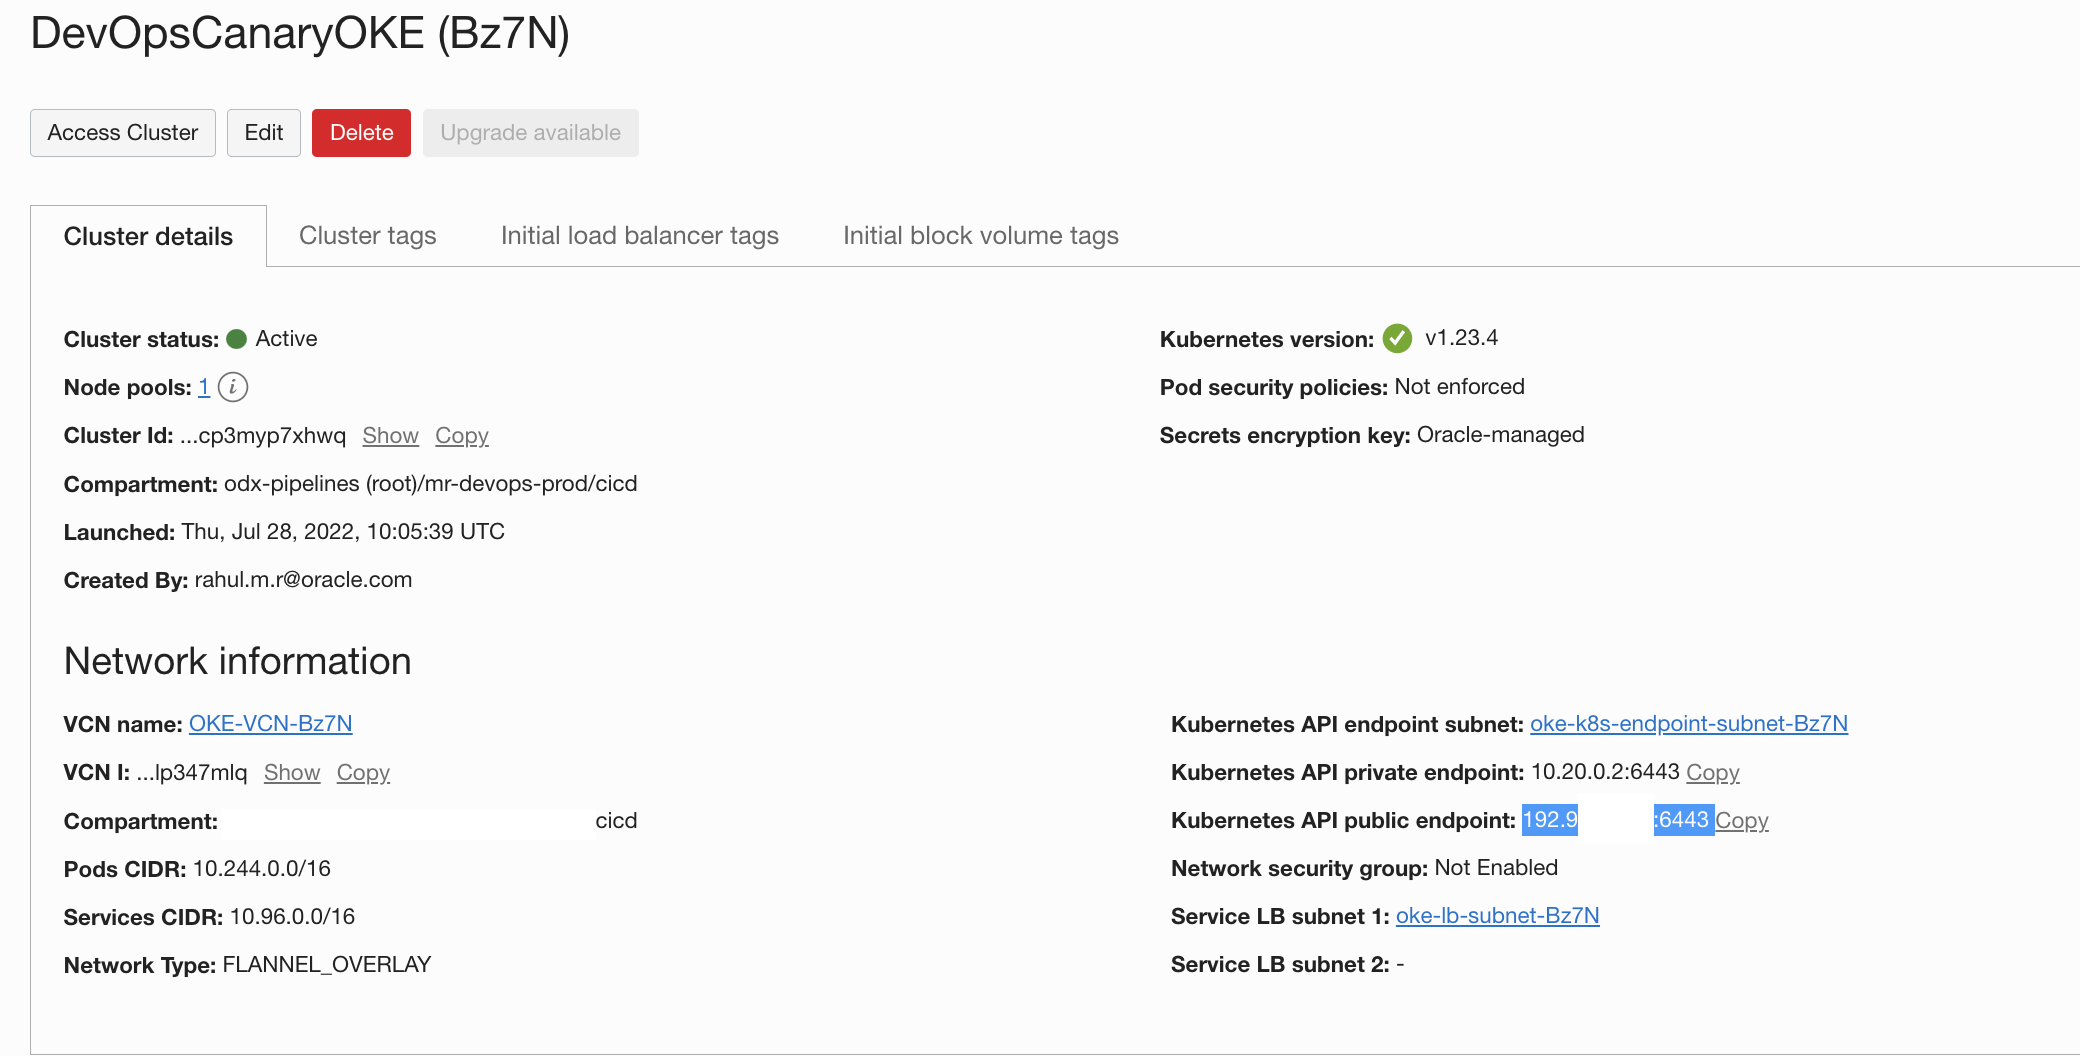 DevOpsCanaryOKE (Bz7N)
Access Cluster Edit Delete Upgrade available
Cluster details Cluster tags Initial load balancer tags Initial block volume tags
Cluster status: Active
Node pools: 1 i
Cluster Id: ...cp3myp7xhwq Show Copy
Compartment: odx-pipelines (root)/mr-devops-prod/cicd
Launched: Thu, Jul 28, 2022, 10:05:39 UTC
Created By: rahul.m.r@oracle.com
Kubernetes version: v1.23.4
Pod security policies: Not enforced
Secrets encryption key: Oracle-managed
Network information
VCN name: OKE-VCN-Bz7N
VCN I: ...lp347mlq Show Copy
Compartment: cicd
Pods CIDR: 10.244.0.0/16
Services CIDR: 10.96.0.0/16
Network Type: FLANNEL_OVERLAY
Kubernetes API endpoint subnet: oke-k8s-endpoint-subnet-Bz7N
Kubernetes API private endpoint: 10.20.0.2:6443 Copy
Kubernetes API public endpoint: 192.9 :6443 Copy
Network security group: Not Enabled
Service LB subnet 1: oke-lb-subnet-Bz7N
Service LB subnet 2: -